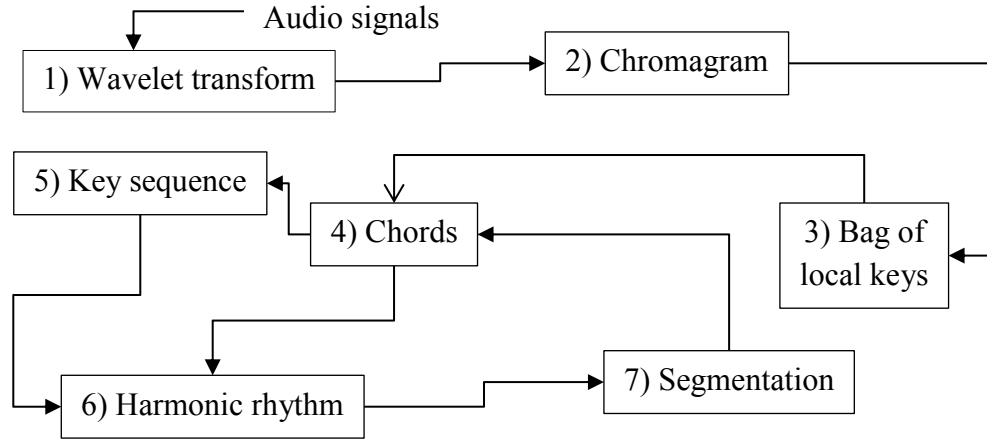 Audio signals
1) Wavelet transform
2) Chromagram
5) Key sequence
4) Chords
3) Bag of
local keys
6) Harmonic rhythm
7) Segmentation